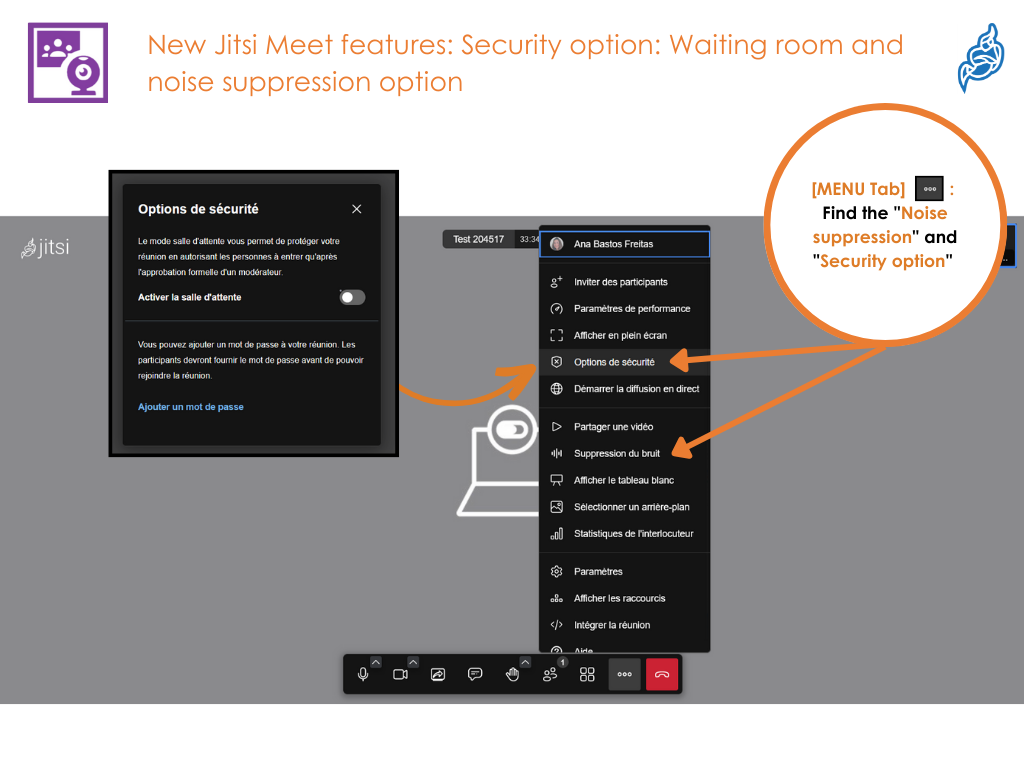 New Jitsi Meet features: Security option: Waiting room and
noise suppression option
[MENU Tab] :
Find the "Noise
suppression" and
"Security option"
jitsi
Options de sécurité
Le mode salle d'attente vous permet de protéger votre
réunion en autorisant les personnes à entrer qu'après
l'approbation formelle d'un modérateur.
Activer la salle d'attente
Vous pouvez ajouter un mot de passe à votre réunion. Les
participants devront fournir le mot de passe avant de pouvoir
rejoindre la réunion.
Ajouter un mot de passe
Test 204517 33:34
Ana Bastos Freitas
Inviter des participants
Paramètres de performance
Afficher en plein écran
Options de sécurité
Démarrer la diffusion en direct
Partager une vidéo
Suppression du bruit
Afficher le tableau blanc
Sélectionner un arrière-plan
Statistiques de l'interlocuteur
Paramètres
Afficher les raccourcis
Intégrer la réunion
Aide
1